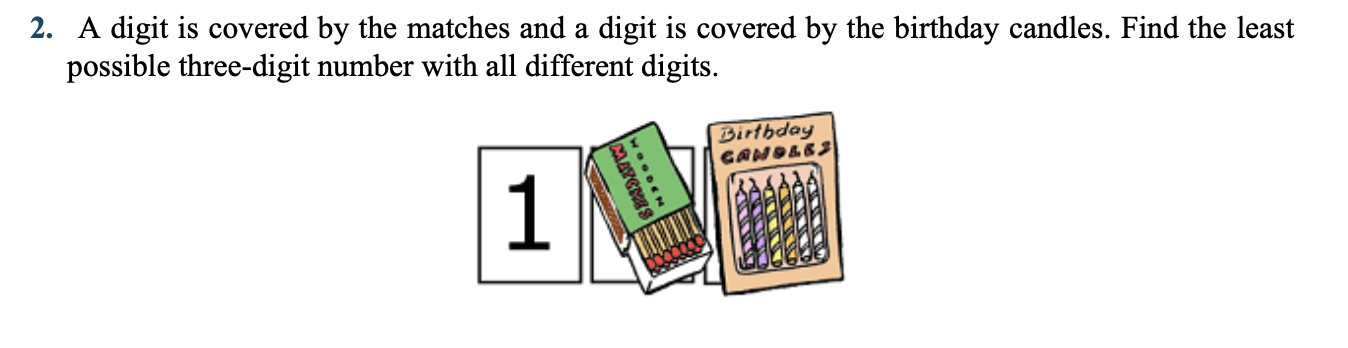 2. A digit is covered by the matches and a digit is covered by the birthday candles. Find the least
possible three-digit number with all different digits.
1
WOODEN
MATCHES
Birthday
CANDLES